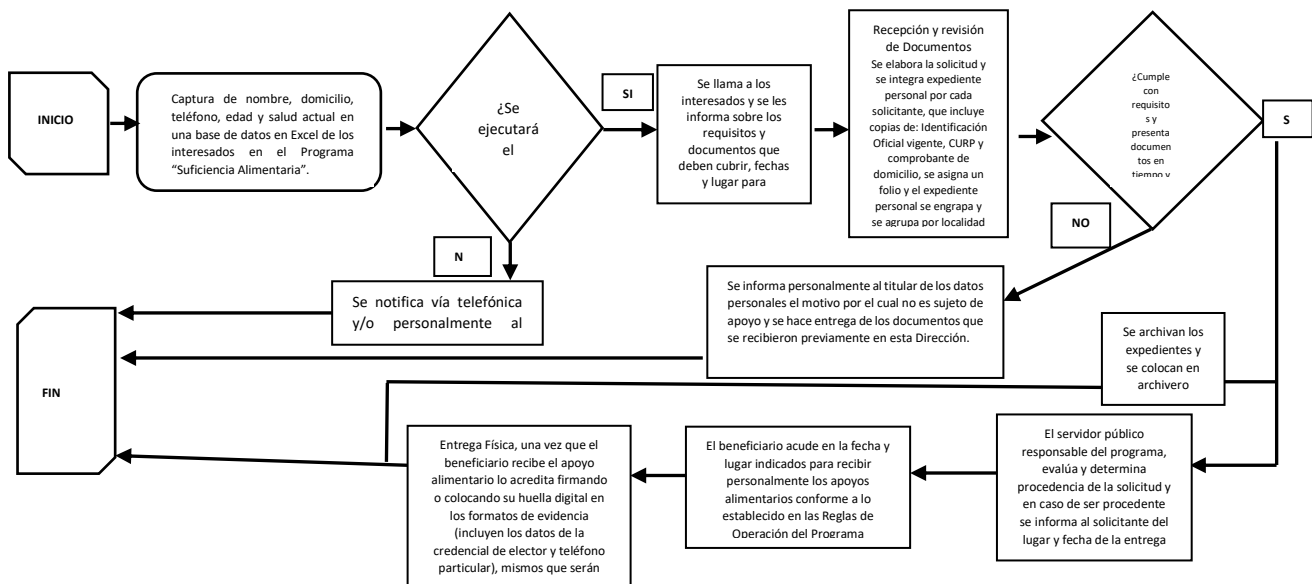 INICIO
Captura de nombre, domicilio,
teléfono, edad y salud actual en
una base de datos en Excel de los
interesados en el Programa
“Suficiencia Alimentaria”.
¿Se
ejecutará
el
SI
Se llama a los
interesados y se les
informa sobre los
requisitos y
documentos que
deben cubrir, fechas
y lugar para
Recepción y revisión
de Documentos
Se elabora la solicitud y
se integra expediente
personal por cada
solicitante, que incluye
copias de: Identificación
Oficial vigente, CURP y
comprobante de
domicilio, se asigna un
folio y el expediente
personal se engrapa y
se agrupa por localidad
¿Cumple
con
requisito
s y
presenta
documen
tos en
tiempo y
S
NO
N
Se notifica vía telefónica
y/o personalmente al
Se informa personalmente al titular de los datos
personales el motivo por el cual no es sujeto de
apoyo y se hace entrega de los documentos que
se recibieron previamente en esta Dirección.
Se archivan los
expedientes y
se colocan en
archivero
FIN
Entrega Física, una vez que el
beneficiario recibe el apoyo
alimentario lo acredita firmando
o colocando su huella digital en
los formatos de evidencia
(incluyen los datos de la
credencial de elector y teléfono
particular), mismos que serán
El beneficiario acude en la fecha y
lugar indicados para recibir
personalmente los apoyos
alimentarios conforme a lo
establecido en las Reglas de
Operación del Programa
El servidor público
responsable del programa,
evalúa y determina
procedencia de la solicitud y
en caso de ser procedente
se informa al solicitante del
lugar y fecha de la entrega